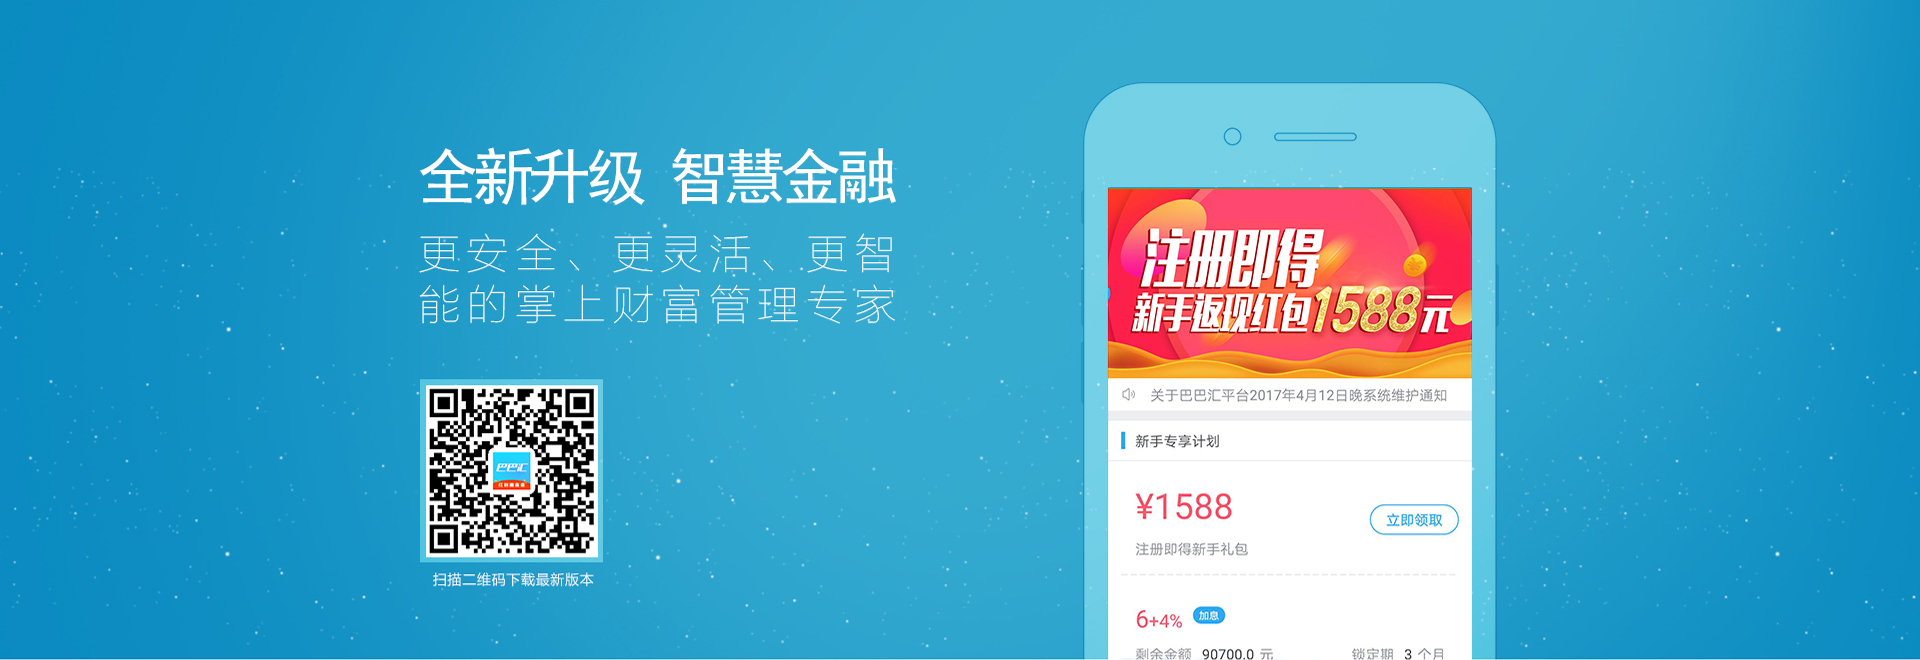 全新升级 智慧金融
更安全、更灵活、更智
能的掌上财富管理专家
巴巴汇
扫描二维码下载最新版本
注册即得
新手返现红包1588元
关于巴巴汇平台2017年4月12日晚系统维护通知
新手专享计划
¥1588
立即领取
注册即得新手礼包
6+4% 加息
剩余金额 90700.0 元 锁定期 3 个月